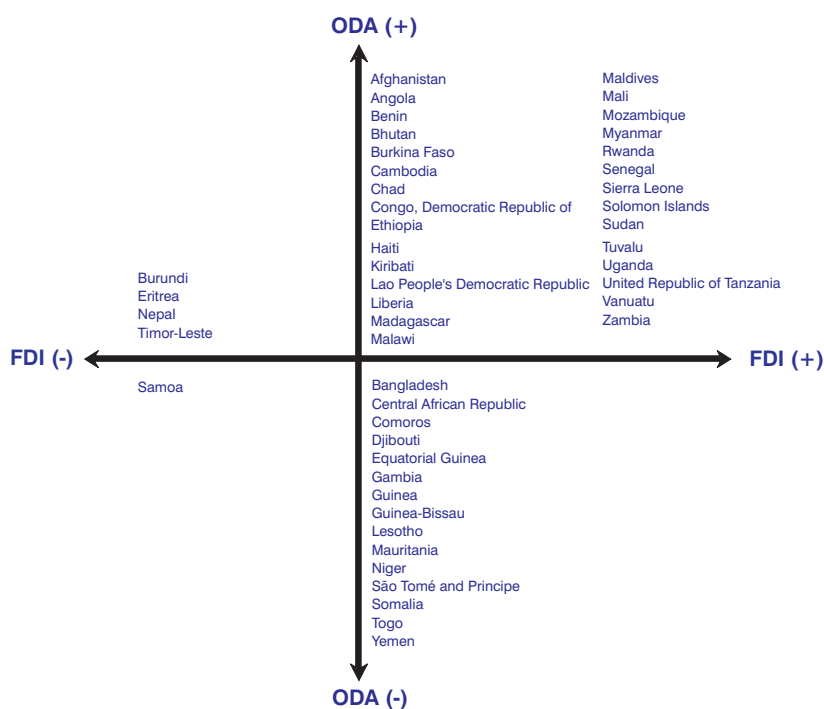 ODA (+)
Afghanistan
Angola
Benin
Bhutan
Burkina Faso
Cambodia
Chad
Congo, Democratic Republic of
Ethiopia
Haiti
Kiribati
Lao People's Democratic Republic
Liberia
Madagascar
Malawi
Maldives
Mali
Mozambique
Myanmar
Rwanda
Senegal
Sierra Leone
Solomon Islands
Sudan
Tuvalu
Uganda
United Republic of Tanzania
Vanuatu
Zambia
Burundi
Eritrea
Nepal
Timor-Leste
FDI (-)
FDI (+)
Samoa
Bangladesh
Central African Republic
Comoros
Djibouti
Equatorial Guinea
Gambia
Guinea
Guinea-Bissau
Lesotho
Mauritania
Niger
São Tomé and Principe
Somalia
Togo
Yemen
ODA (-)